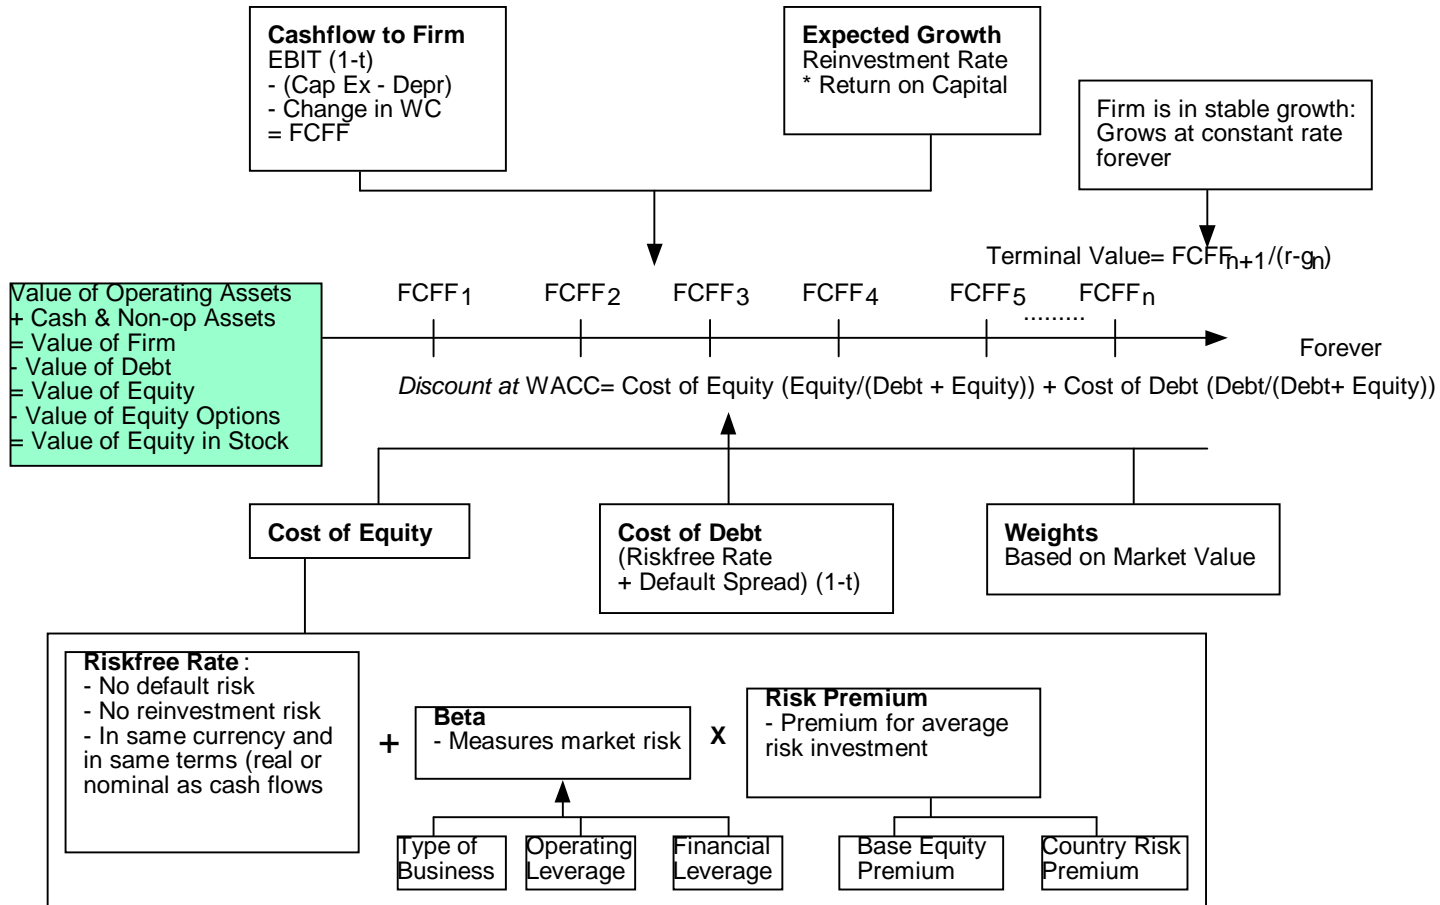 Cashflow to Firm
EBIT (1-t)
- (Cap Ex - Depr)
- Change in WC
= FCFF
Expected Growth
Reinvestment Rate
* Return on Capital
Firm is in stable growth:
Grows at constant rate
forever
Terminal Value= FCFFn+1/(r-gn)
FCFF1 FCFF2 FCFF3 FCFF4 FCFF5 FCFFn
.........
Forever
Value of Operating Assets
+ Cash & Non-op Assets
= Value of Firm
- Value of Debt
= Value of Equity
- Value of Equity Options
= Value of Equity in Stock
Discount at WACC= Cost of Equity (Equity/(Debt + Equity)) + Cost of Debt (Debt/(Debt+ Equity))
Cost of Equity
Cost of Debt
(Riskfree Rate
+ Default Spread) (1-t)
Weights
Based on Market Value
Riskfree Rate :
- No default risk
- No reinvestment risk
- In same currency and
in same terms (real or
nominal as cash flows
+
Beta
- Measures market risk
X
Risk Premium
- Premium for average
risk investment
Type of
Business
Operating
Leverage
Financial
Leverage
Base Equity
Premium
Country Risk
Premium